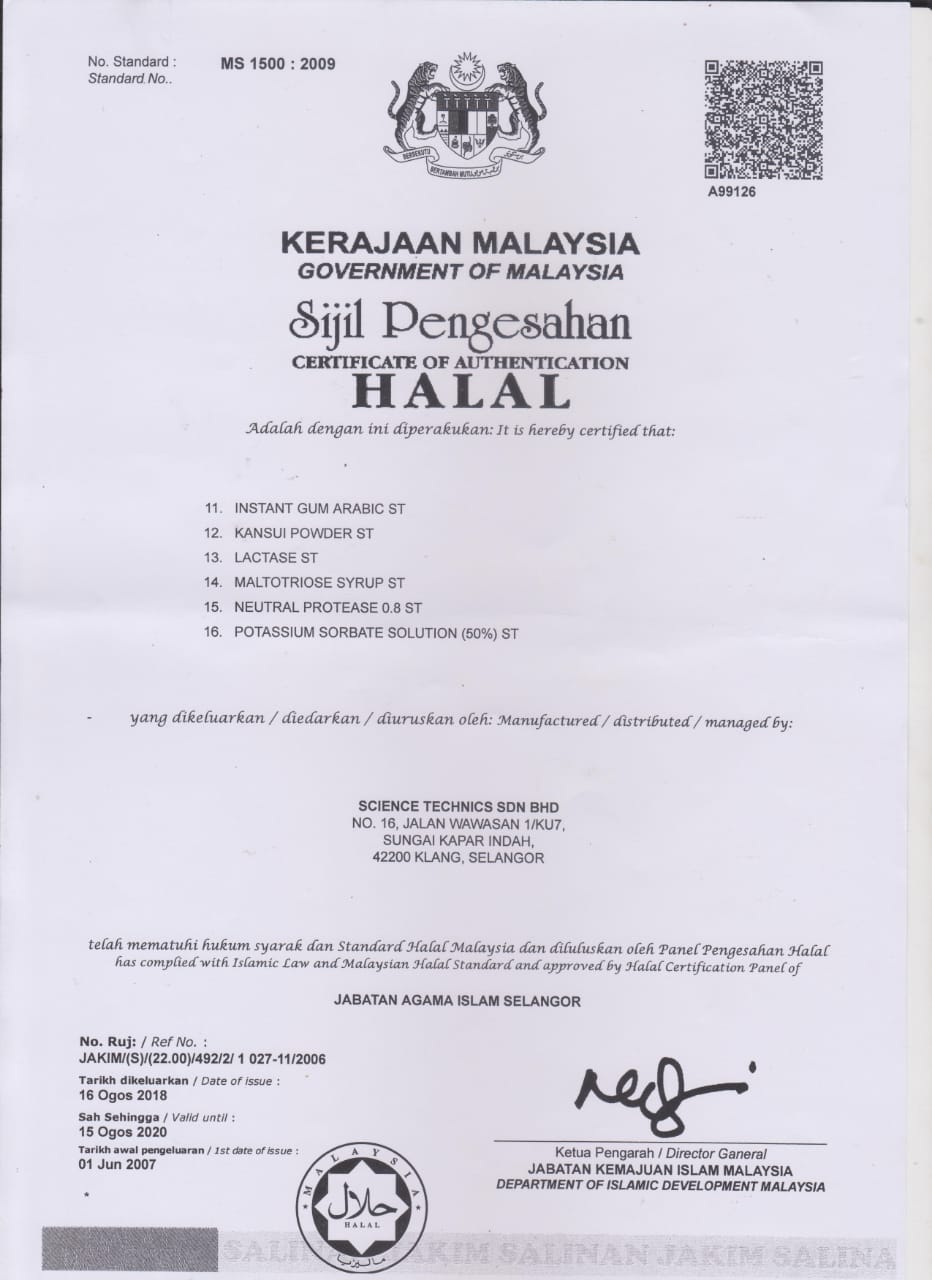 No. Standard : MS 1500 : 2009
Standard No..
BERSEKUTU
BERTAMBAH MUTU
A99126
KERAJAAN MALAYSIA
GOVERNMENT OF MALAYSIA
Sijil Pengesahan
CERTIFICATE OF AUTHENTICATION
HALAL
Adalah dengan ini diperakukan: It is hereby certified that:
11. INSTANT GUM ARABIC ST
12. KANSUI POWDER ST
13. LACTASE ST
14. MALTOTRIOSE SYRUP ST
15. NEUTRAL PROTEASE 0.8 ST
16. POTASSIUM SORBATE SOLUTION (50%) ST
- yang dikeluarkan / diedarkan / diuruskan oleh: Manufactured / distributed / managed by:
SCIENCE TECHNICS SDN BHD
NO. 16, JALAN WAWASAN 1/KU7,
SUNGAI KAPAR INDAH,
42200 KLANG, SELANGOR
telah mematuhi hukum syarak dan Standard Halal Malaysia dan diluluskan oleh Panel Pengesahan Halal
has complied with Islamic Law and Malaysian Halal Standard and approved by Halal Certification Panel of
JABATAN AGAMA ISLAM SELANGOR
No. Ruj: / Ref No. :
JAKIM/(S)/(22.00)/492/2/ 1 027-11/2006
Tarikh dikeluarkan / Date of issue :
16 Ogos 2018
Sah Sehingga / Valid until :
15 Ogos 2020
Tarikh awal pengeluaran / 1st date of issue :
01 Jun 2007
*
Ketua Pengarah / Director Ganeral
JABATAN KEMAJUAN ISLAM MALAYSIA
DEPARTMENT OF ISLAMIC DEVELOPMENT MALAYSIA
MALAYSIA
حلال
HALAL
ماليزيا
SALINAN JAKIM SALINAN JAKIM SALINA